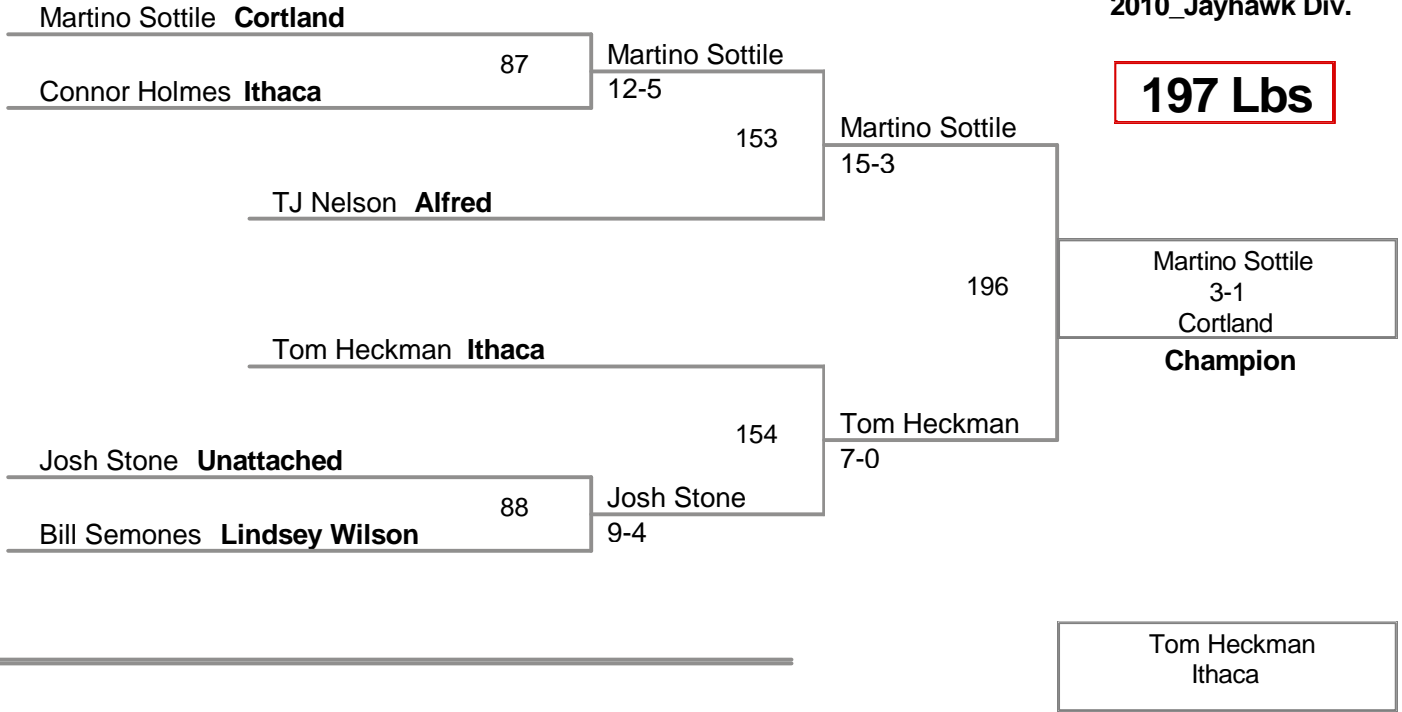 2010_Jayhawk Div.
197 Lbs
Martino Sottile Cortland
87
Connor Holmes Ithaca
Martino Sottile
12-5
153
TJ Nelson Alfred
Martino Sottile
15-3
196
Martino Sottile
3-1
Cortland
Champion
Tom Heckman Ithaca
154
Tom Heckman
7-0
Josh Stone Unattached
88
Bill Semones Lindsey Wilson
Josh Stone
9-4
Tom Heckman
Ithaca